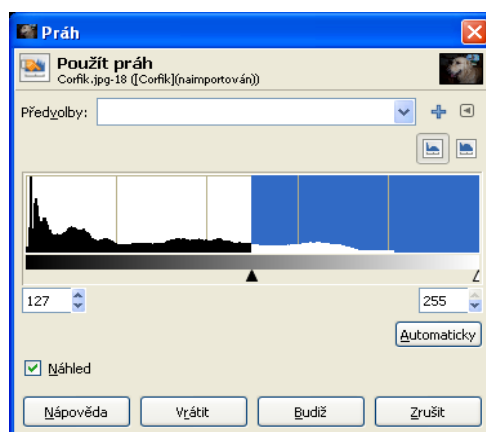 Práh
Použít práh
Corfik.jpg-18 ([Corfik](naimportován))
Předvolby:
127
255
Automaticky
Náhled
Nápověda
Vrátit
Budiž
Zrušit